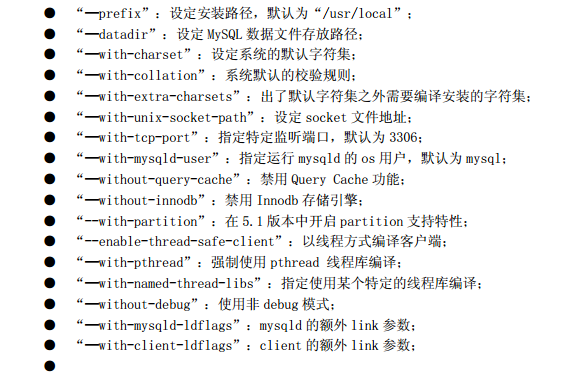 ● “—prefix”：设定安装路径，默认为“/usr/local”；
● “—datadir”：设定 MySQL 数据文件存放路径；
● “—with-charset”：设定系统的默认字符集；
● “—with-collation”：系统默认的校验规则；
● “—with-extra-charsets”：出了默认字符集之外需要编译安装的字符集；
● “—with-unix-socket-path”：设定 socket 文件地址；
● “—with-tcp-port”：指定特定监听端口，默认为 3306；
● “—with-mysqld-user”：指定运行 mysqld 的 os 用户，默认为 mysql；
● “—without-query-cache”：禁用 Query Cache 功能；
● “—without-innodb”：禁用 Innodb 存储引擎；
● “--with-partition”：在 5.1 版本中开启 partition 支持特性；
● “--enable-thread-safe-client”：以线程方式编译客户端；
● “—with-pthread”：强制使用 pthread 线程库编译；
● “—with-named-thread-libs”：指定使用某个特定的线程库编译；
● “—without-debug”：使用非 debug 模式；
● “—with-mysqld-ldflags”：mysqld 的额外 link 参数；
● “—with-client-ldflags”：client 的额外 link 参数；
●